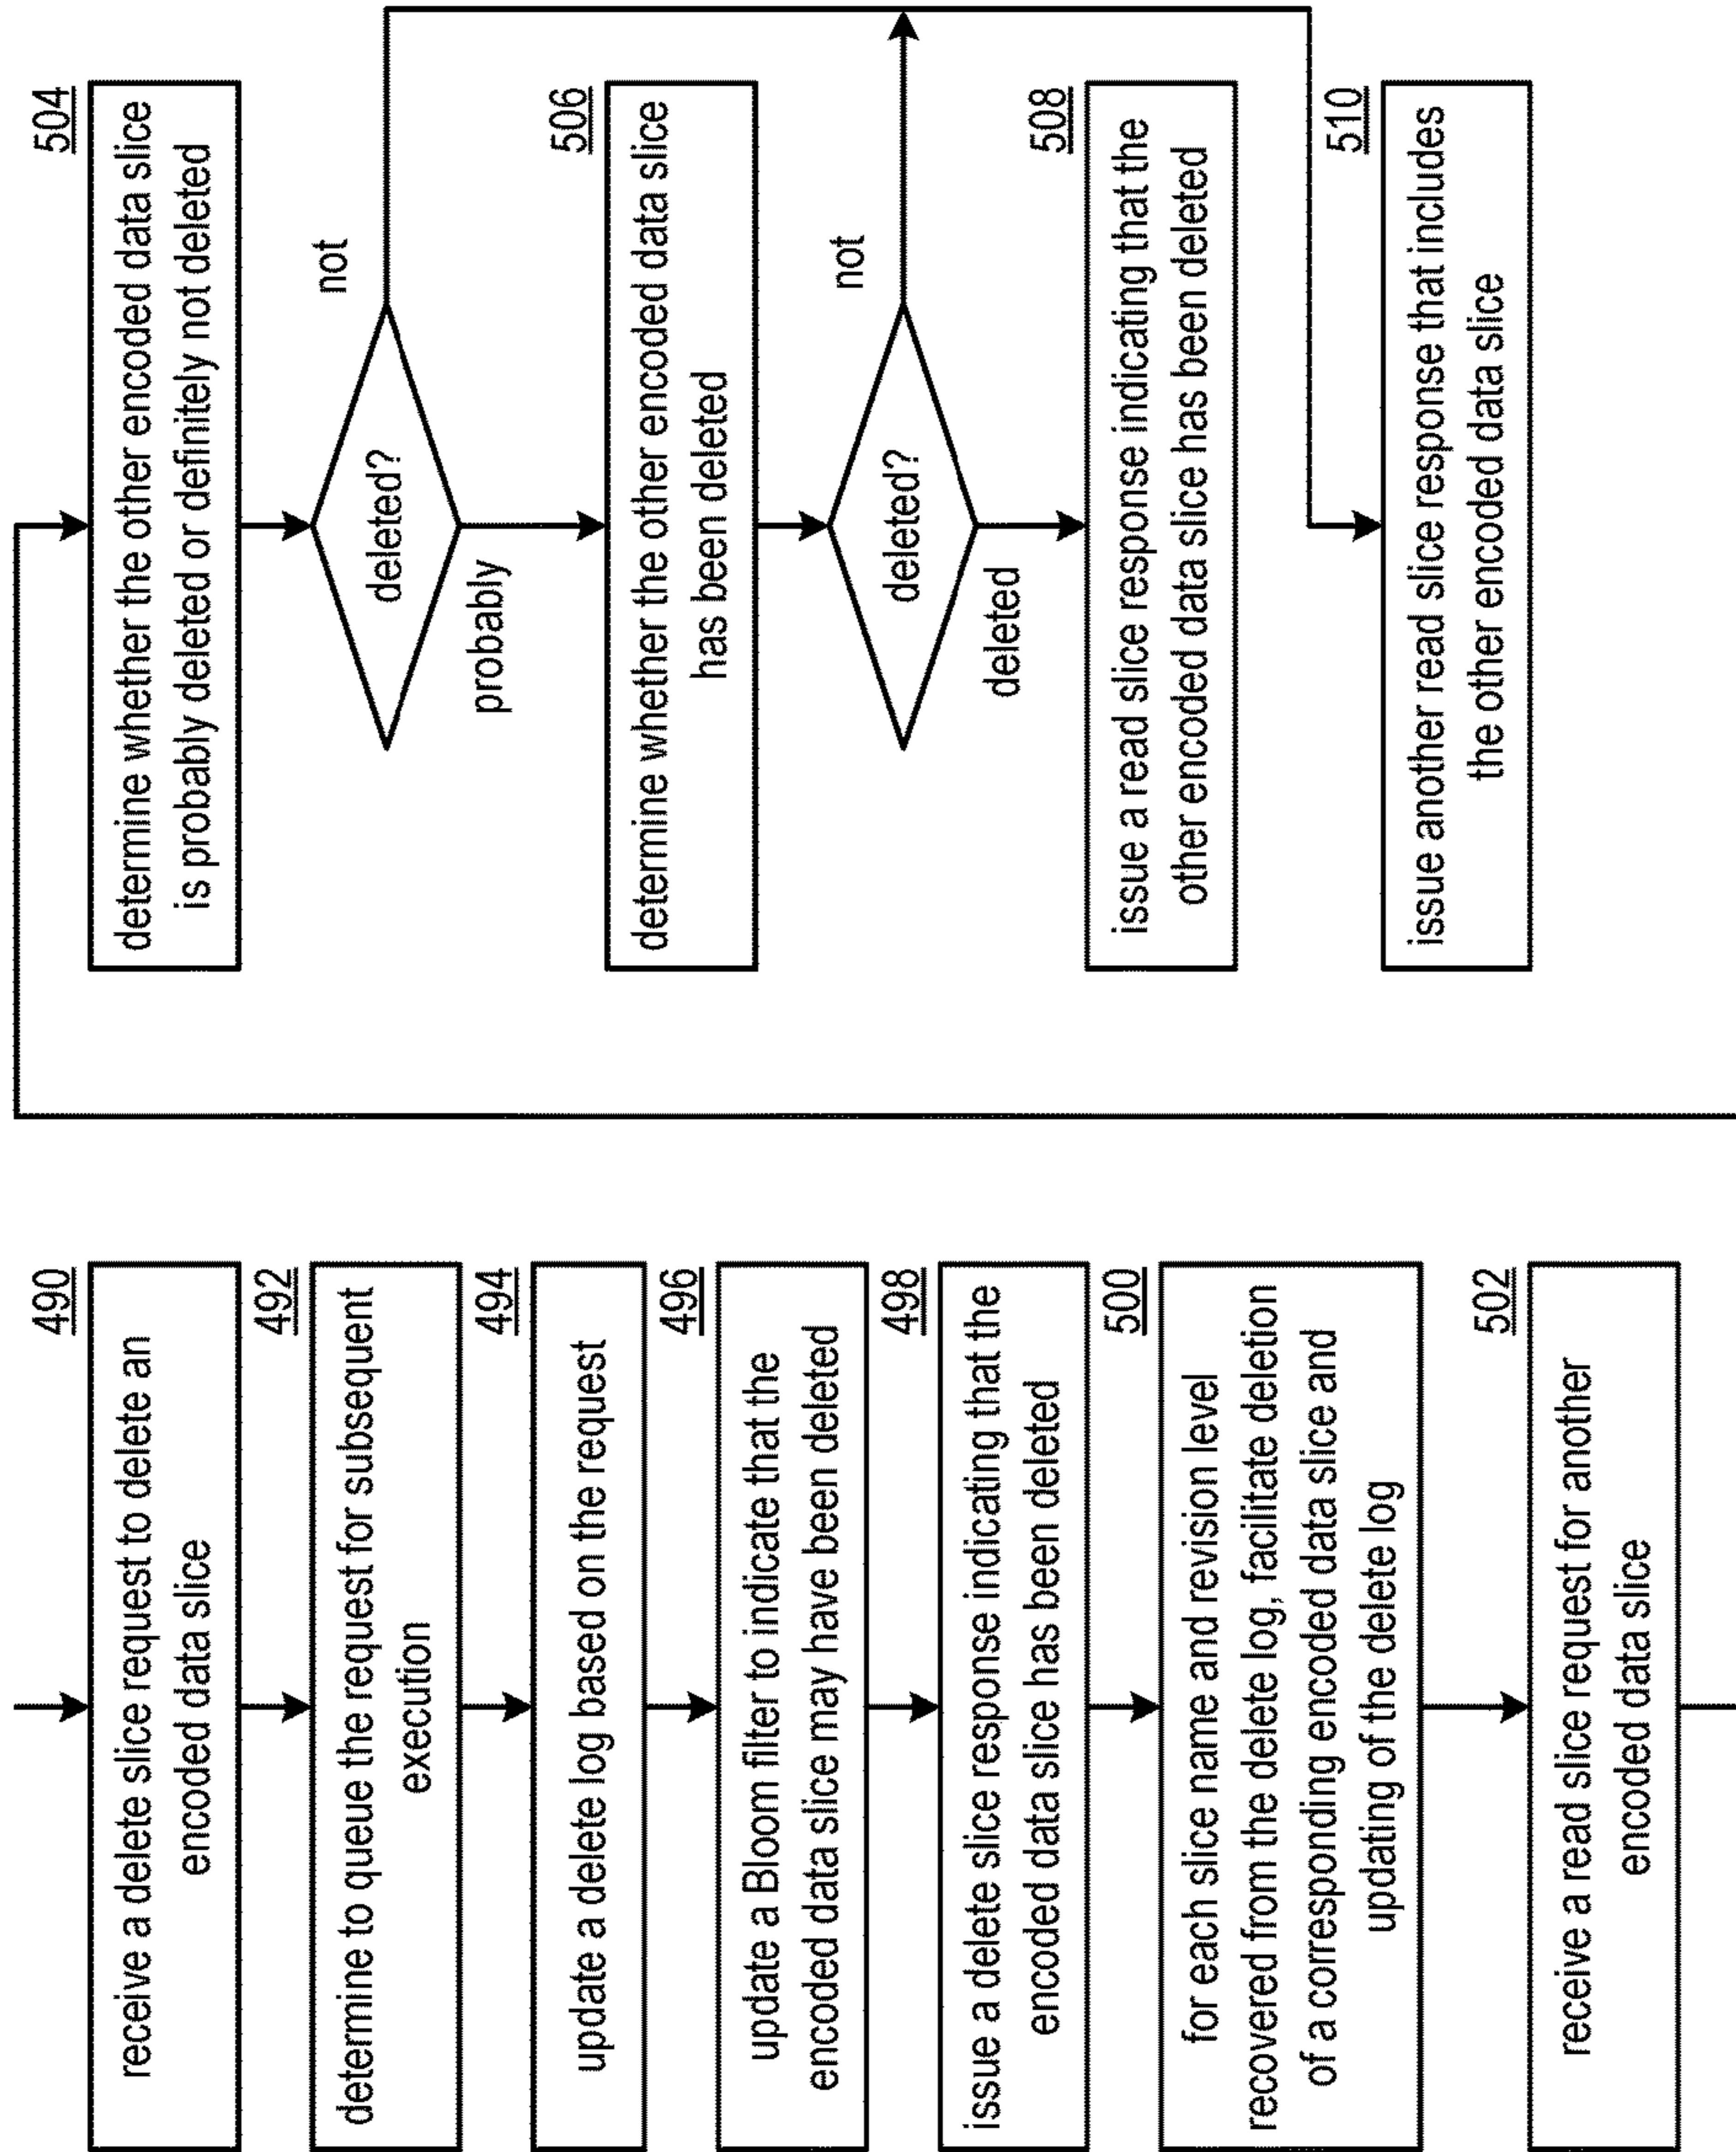 490
receive a delete slice request to delete an
encoded data slice
492
determine to queue the request for subsequent
execution
494
update a delete log based on the request
496
update a Bloom filter to indicate that the
encoded data slice may have been deleted
498
issue a delete slice response indicating that the
encoded data slice has been deleted
500
for each slice name and revision level
recovered from the delete log, facilitate deletion
of a corresponding encoded data slice and
updating of the delete log
502
receive a read slice request for another
encoded data slice
504
determine whether the other encoded data slice
is probably deleted or definitely not deleted
deleted?
not
probably
506
determine whether the other encoded data slice
has been deleted
deleted?
not
deleted
508
issue a read slice response indicating that the
other encoded data slice has been deleted
510
issue another read slice response that includes
the other encoded data slice